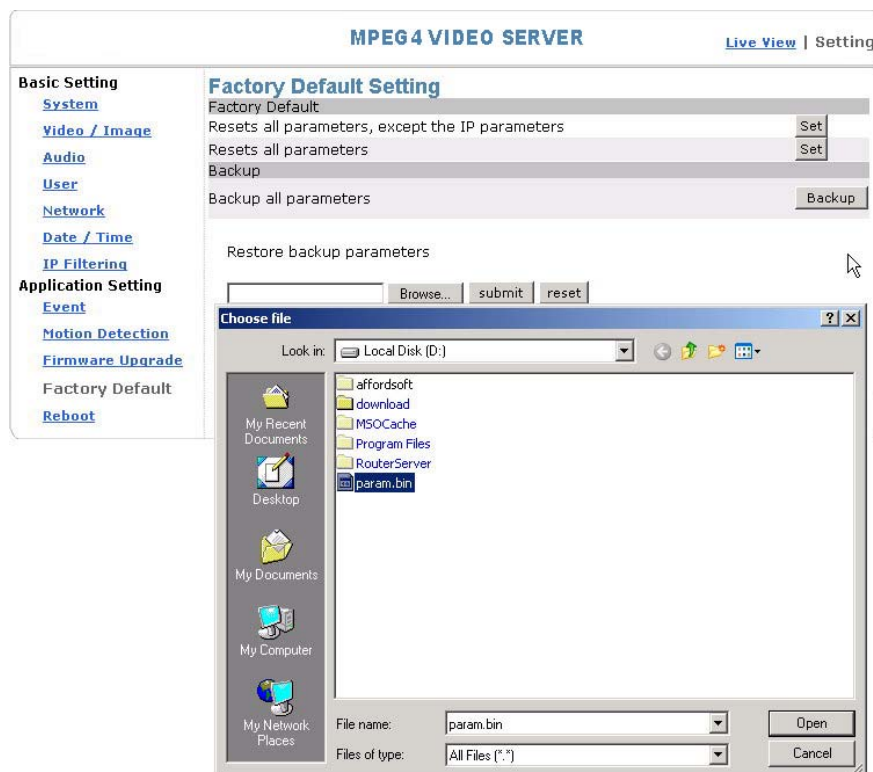 MPEG4 VIDEO SERVER
Live View | Setting
Basic Setting
System
Video / Image
Audio
User
Network
Date / Time
IP Filtering
Application Setting
Event
Motion Detection
Firmware Upgrade
Factory Default
Reboot
Factory Default Setting
Factory Default
Resets all parameters, except the IP parameters Set
Resets all parameters Set
Backup
Backup all parameters Backup
Restore backup parameters
Browse... submit reset
Choose file
Look in: Local Disk (D:)
My Recent
Documents
Desktop
My Documents
My Computer
My Network
Places
affordsoft
download
MSOCache
Program Files
RouterServer
param.bin
File name: param.bin Open
Files of type: All Files (*.*) Cancel